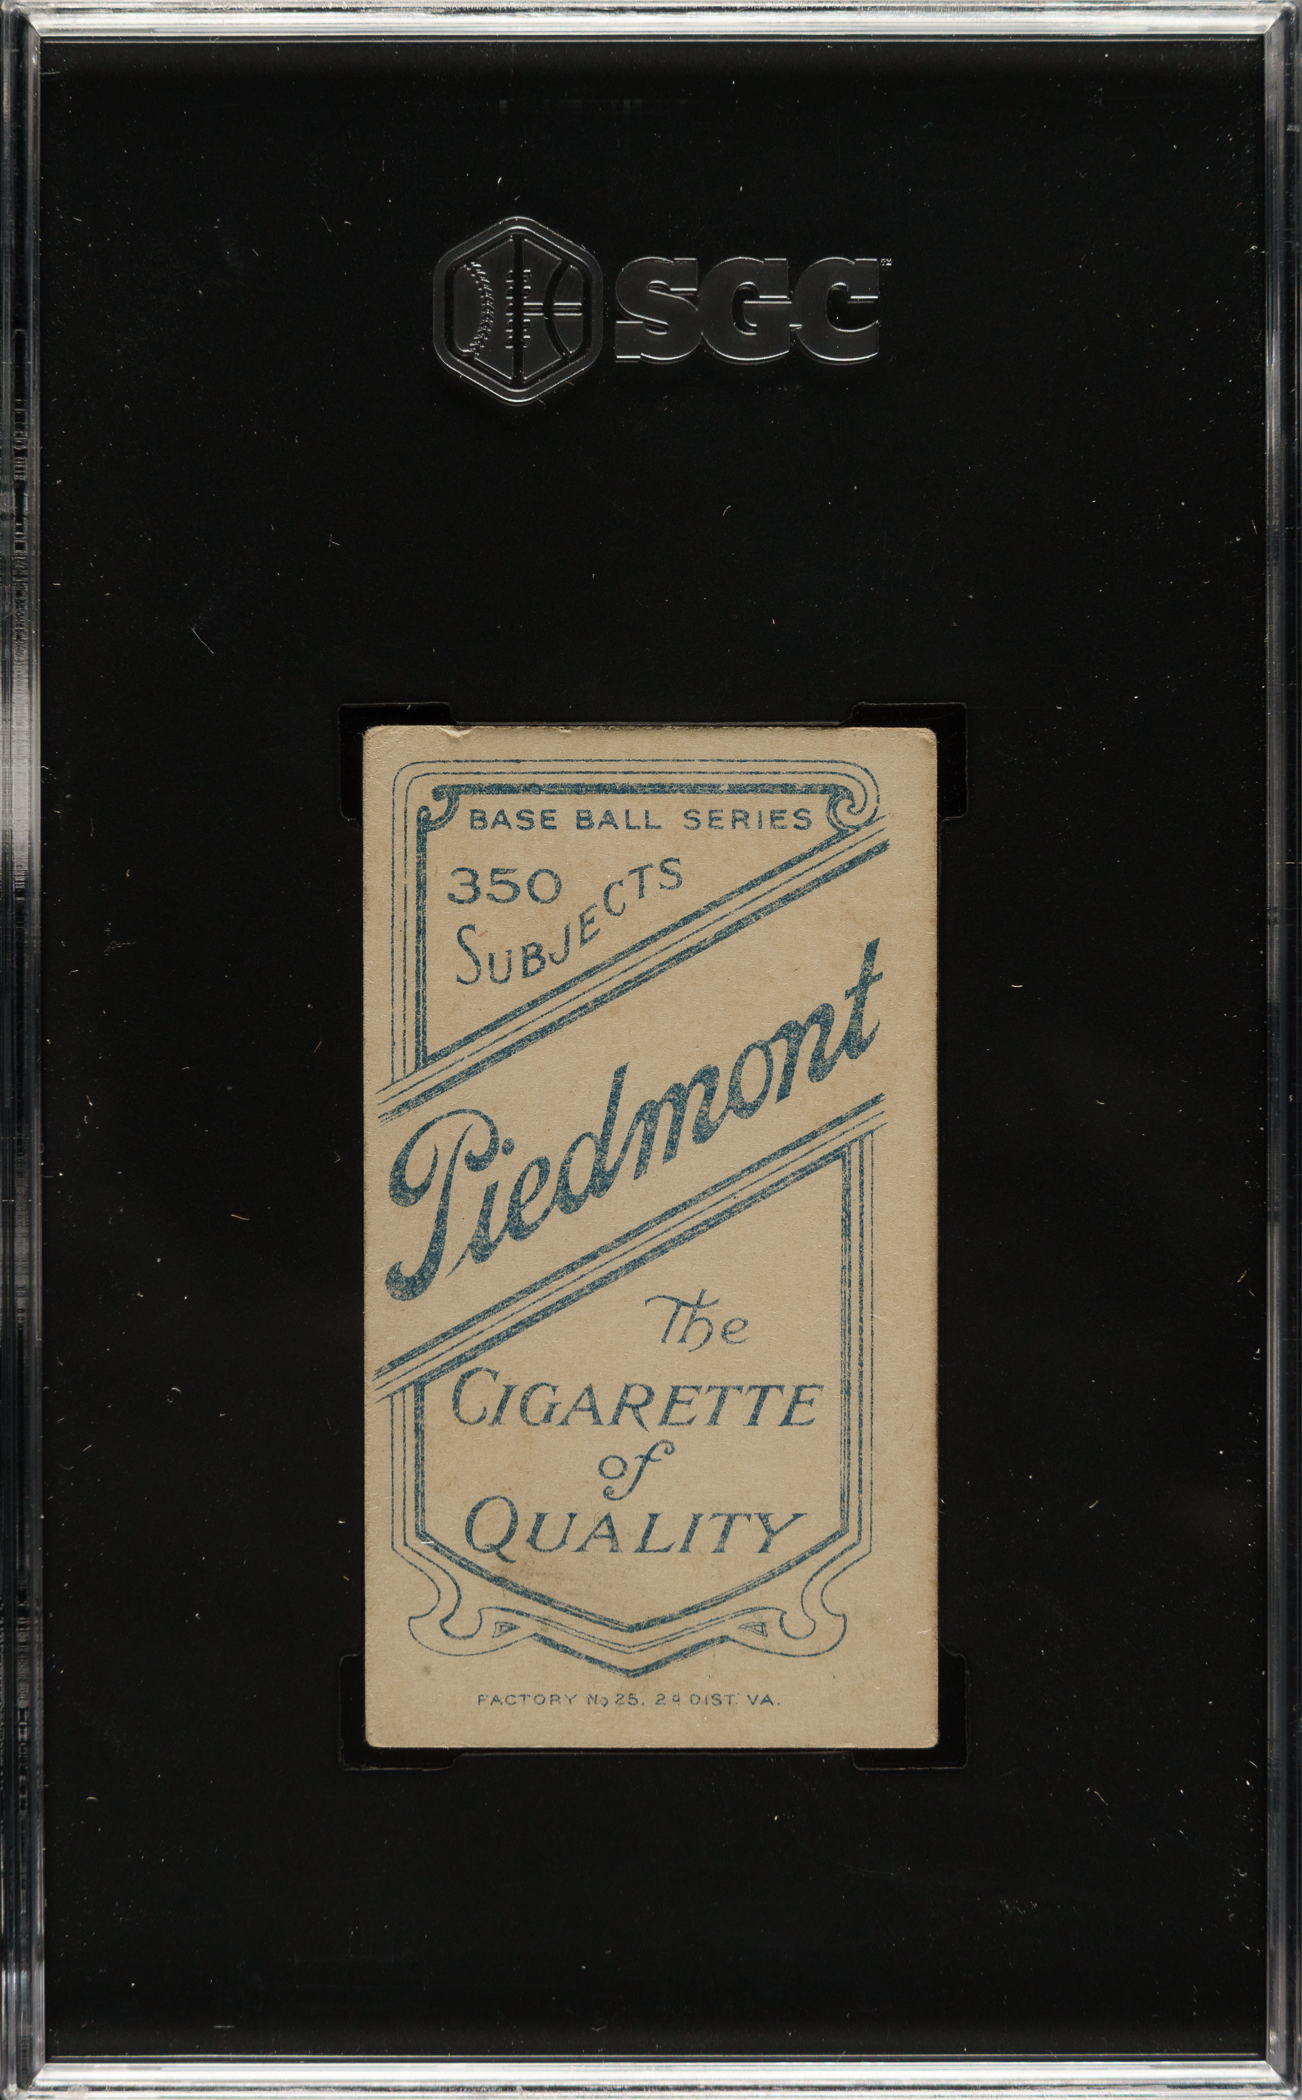 SGC
BASE BALL SERIES
350
SUBJECTS
Piedmont
The
CIGARETTE
of
QUALITY
FACTORY No 25. 2d DIST. VA.